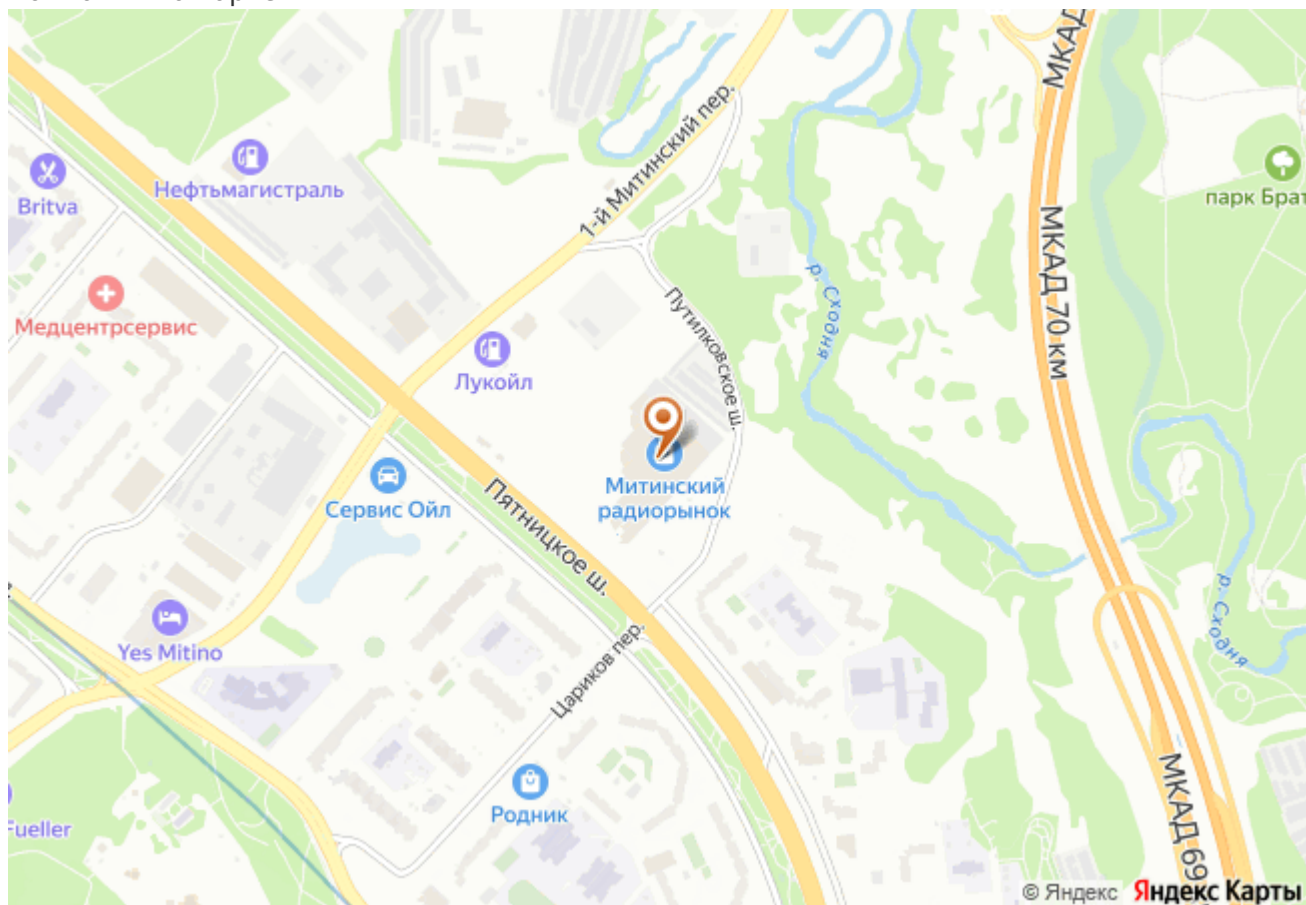 МКАД
1-й Митинский пер.
Нефтьмагистраль
Britva
парк Брат
МКАД 70 км
р. Сходня
Медцентрсервис
Путилковское ш.
Лукойл
Митинский
радиорынок
Сервис Ойл
Пятницкое ш.
р. Сходня
Yes Mitino
Цариков пер.
МКАД 69
Родник
Fueller
© Яндекс Яндекс Карты